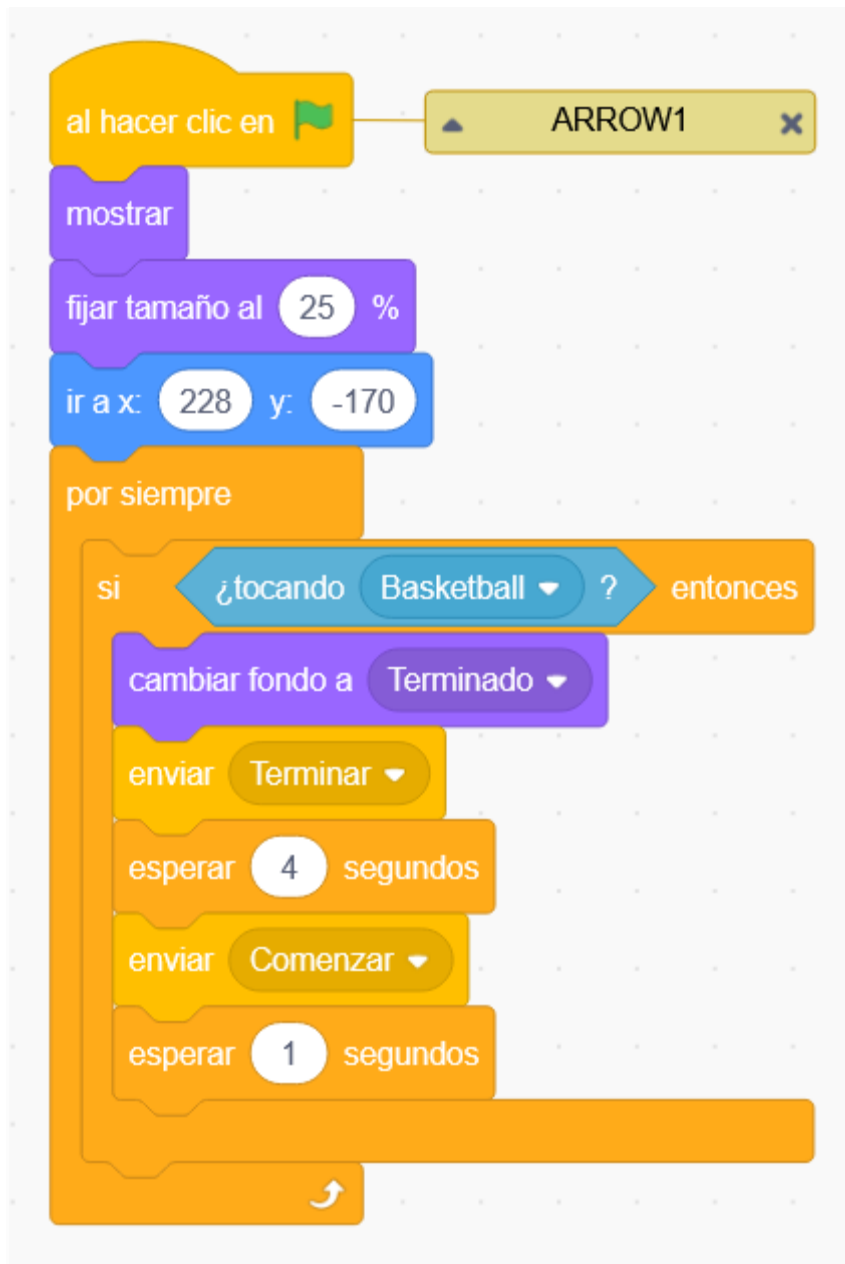 al hacer clic en ARROW1
mostrar
fijar tamaño al 25 %
ir a x: 228 y: -170
por siempre
si ¿tocando Basketball ? entonces
cambiar fondo a Terminado
enviar Terminar
esperar 4 segundos
enviar Comenzar
esperar 1 segundos